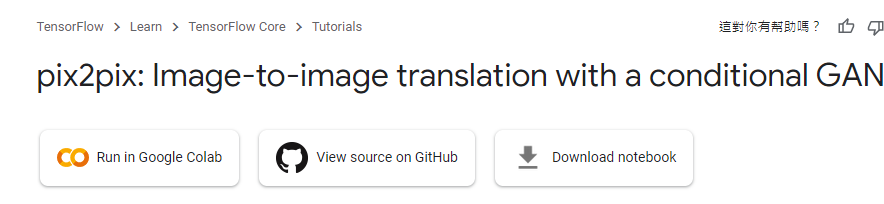 TensorFlow > Learn > TensorFlow Core > Tutorials 這對你有幫助嗎？
pix2pix: Image-to-image translation with a conditional GAN
Run in Google Colab View source on GitHub Download notebook